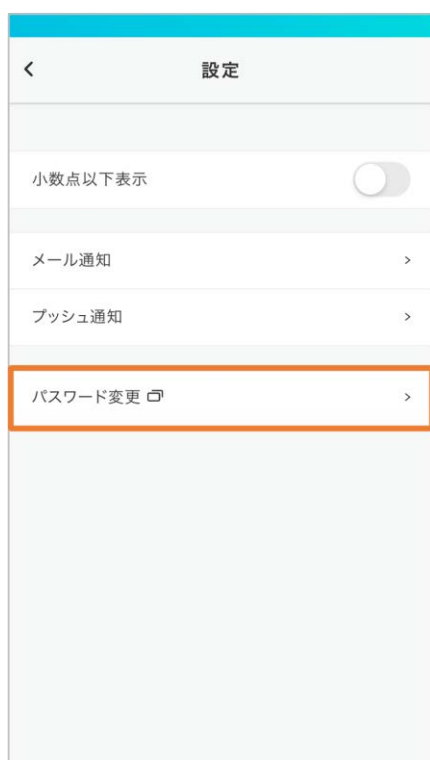 設定
小数点以下表示
メール通知
プッシュ通知
パスワード変更